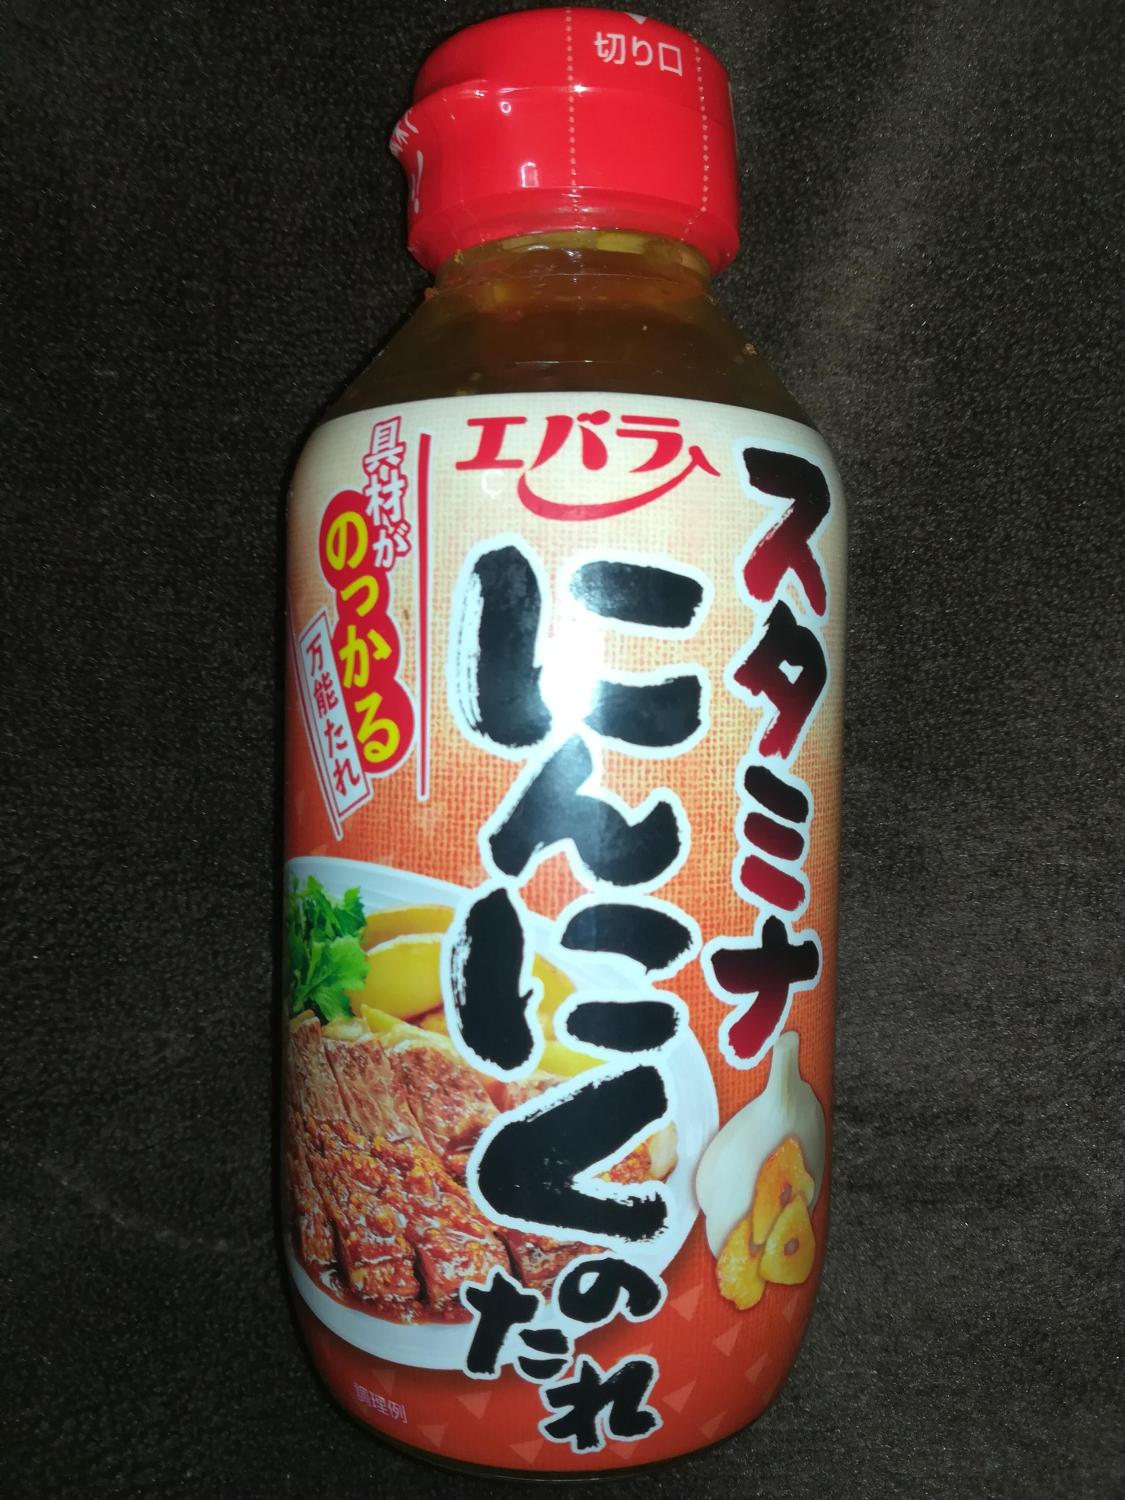 切り口
エバラ
スタミナ
にんにく
のたれ
具材が
のっかる
万能たれ
調理例